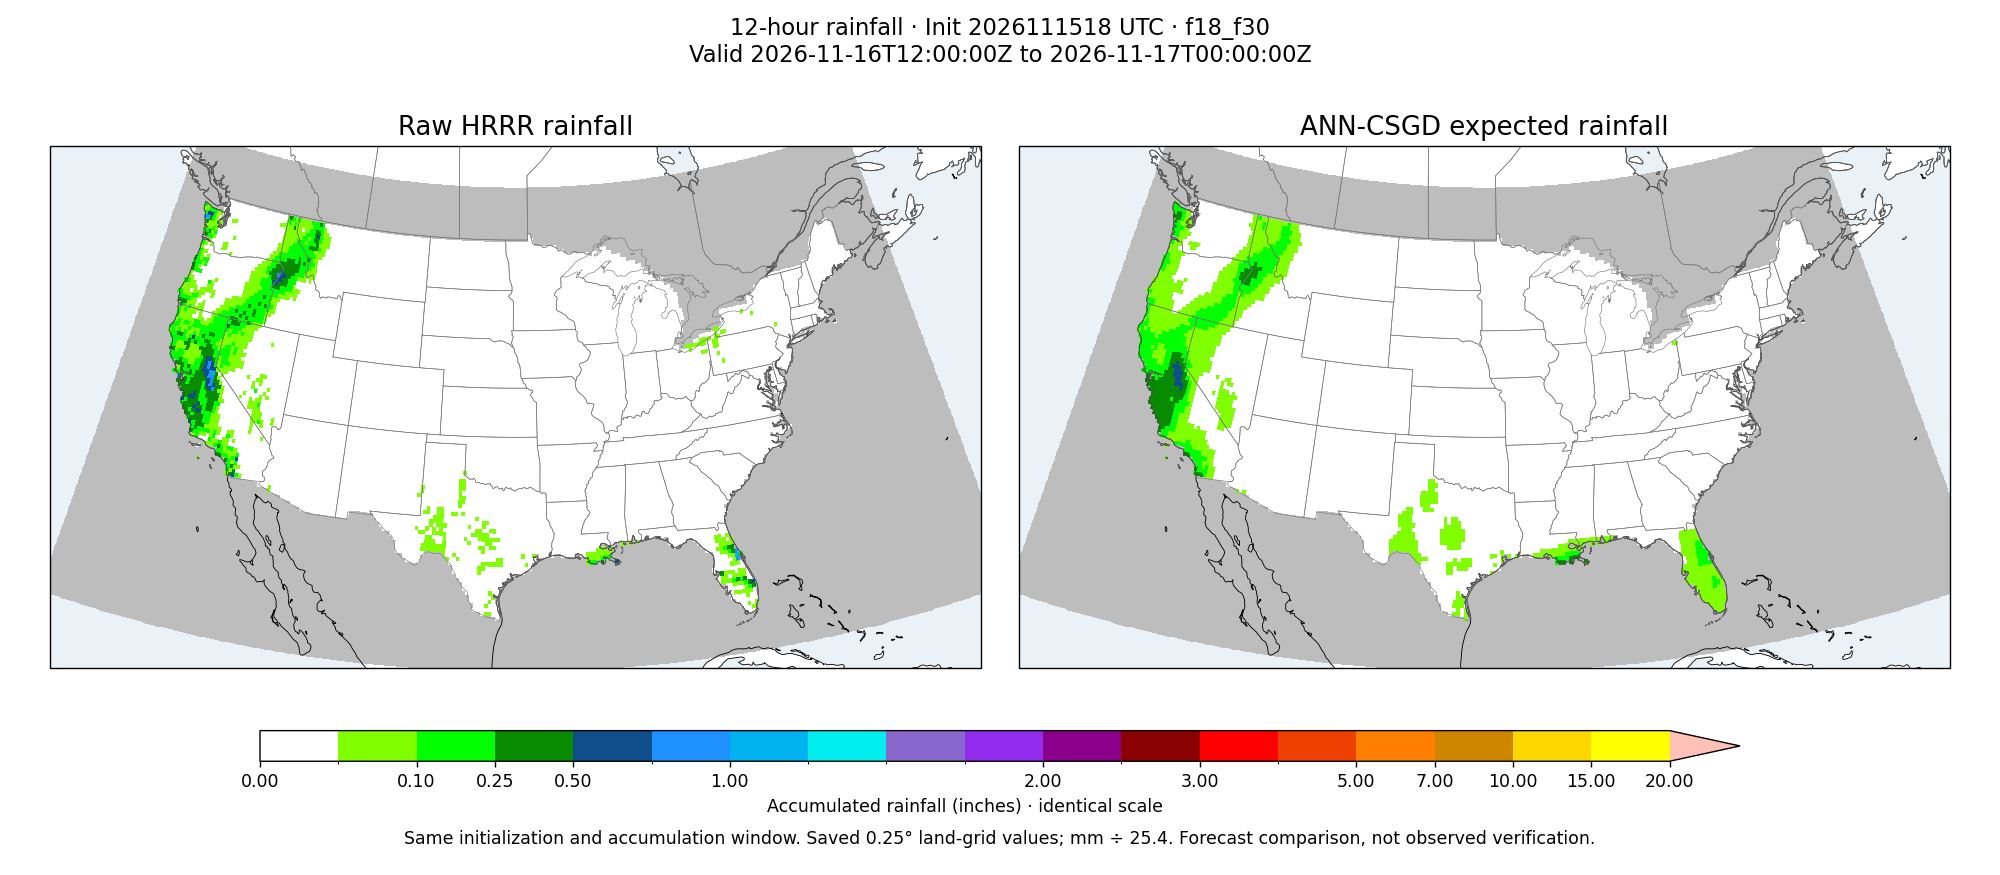 12-hour rainfall · Init 2026111518 UTC · f18_f30
Valid 2026-11-16T12:00:00Z to 2026-11-17T00:00:00Z
Raw HRRR rainfall
ANN-CSGD expected rainfall
0.00 0.10 0.25 0.50 1.00 2.00 3.00 5.00 7.00 10.00 15.00 20.00
Accumulated rainfall (inches) · identical scale
Same initialization and accumulation window. Saved 0.25° land-grid values; mm ÷ 25.4. Forecast comparison, not observed verification.